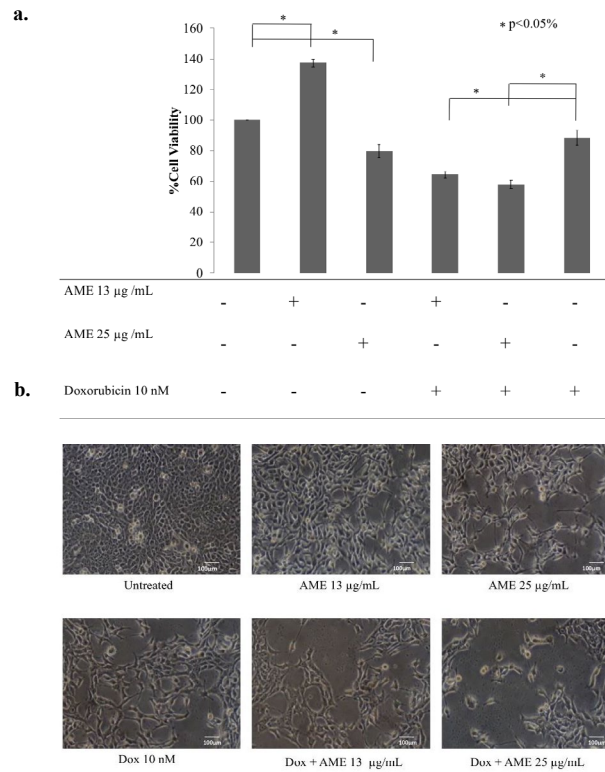 a.
* p<0.05%
160
140
120
100
80
60
40
20
0
%Cell Viability
* * * *
AME 13 µg /mL - + - + - -
AME 25 µg /mL - - + - + -
b. Doxorubicin 10 nM - - - + + +
100µm 100µm 100µm
Untreated AME 13 µg/mL AME 25 µg/mL
100µm 100µm 100µm
Dox 10 nM Dox + AME 13 µg/mL Dox + AME 25 µg/mL